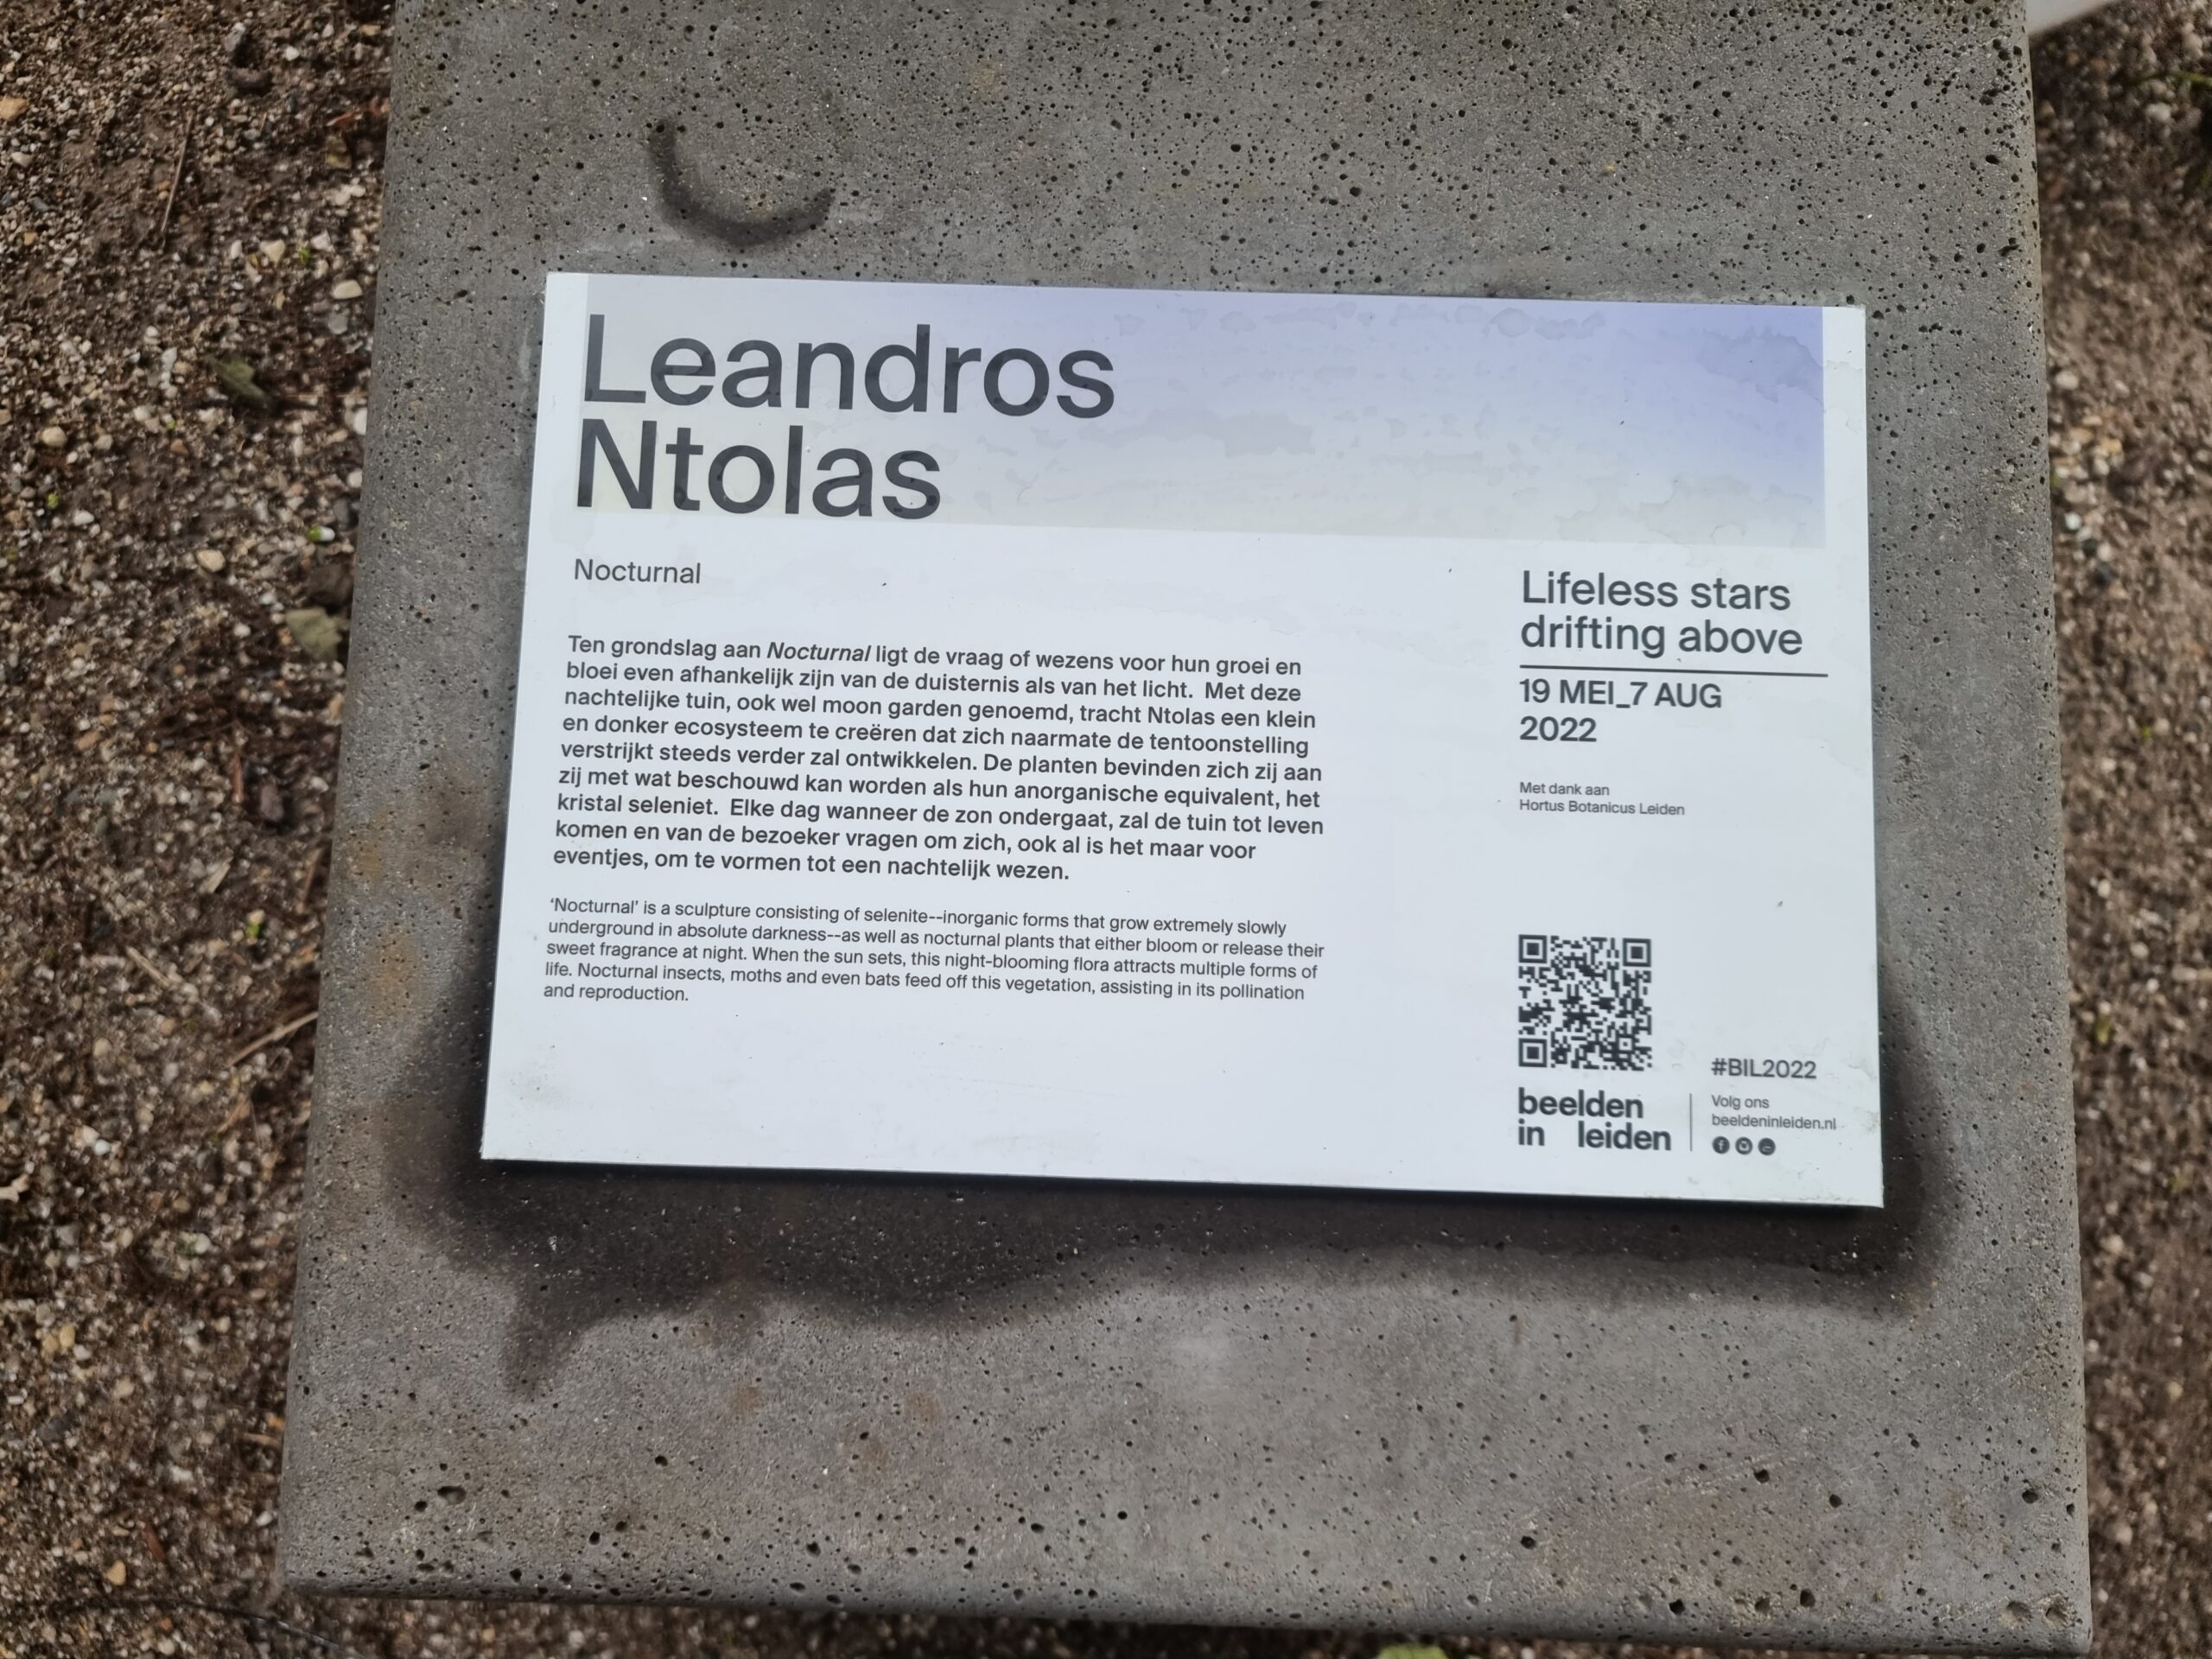 Leandros
Ntolas
Nocturnal
Ten grondslag aan Nocturnal ligt de vraag of wezens voor hun groei en
bloei even afhankelijk zijn van de duisternis als van het licht.  Met deze
nachtelijke tuin, ook wel moon garden genoemd, tracht Ntolas een klein
en donker ecosysteem te creëren dat zich naarmate de tentoonstelling
verstrijkt steeds verder zal ontwikkelen. De planten bevinden zich zij aan
zij met wat beschouwd kan worden als hun anorganische equivalent, het
kristal seleniet.  Elke dag wanneer de zon ondergaat, zal de tuin tot leven
komen en van de bezoeker vragen om zich, ook al is het maar voor
eventjes, om te vormen tot een nachtelijk wezen.
‘Nocturnal’ is a sculpture consisting of selenite--inorganic forms that grow extremely slowly
underground in absolute darkness--as well as nocturnal plants that either bloom or release their
sweet fragrance at night. When the sun sets, this night-blooming flora attracts multiple forms of
life. Nocturnal insects, moths and even bats feed off this vegetation, assisting in its pollination
and reproduction.
Lifeless stars
drifting above
19 MEI_7 AUG
2022
Met dank aan
Hortus Botanicus Leiden
#BIL2022
beelden
in leiden
Volg ons
beeldeninleiden.nl